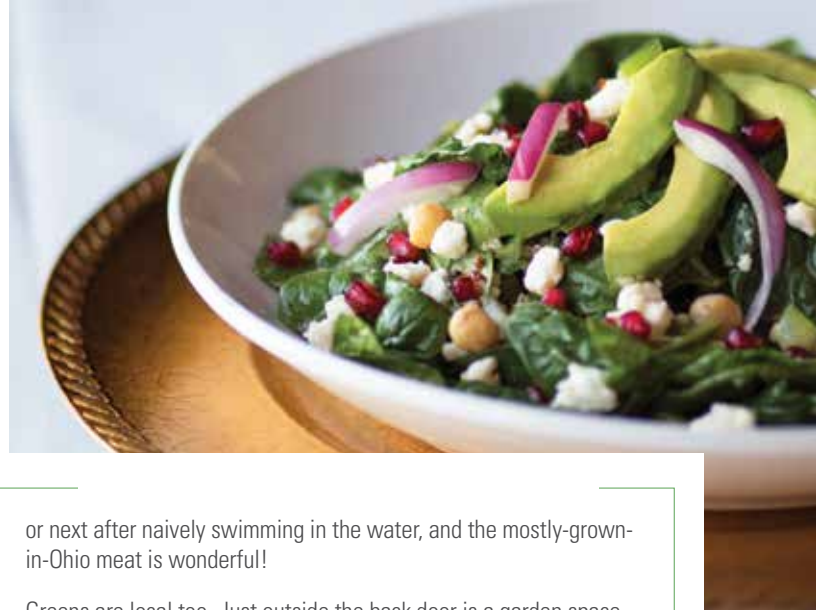 or next after naively swimming in the water, and the mostly-grown-
in-Ohio meat is wonderful!
Greens are local too. Just outside the back door is a garden space